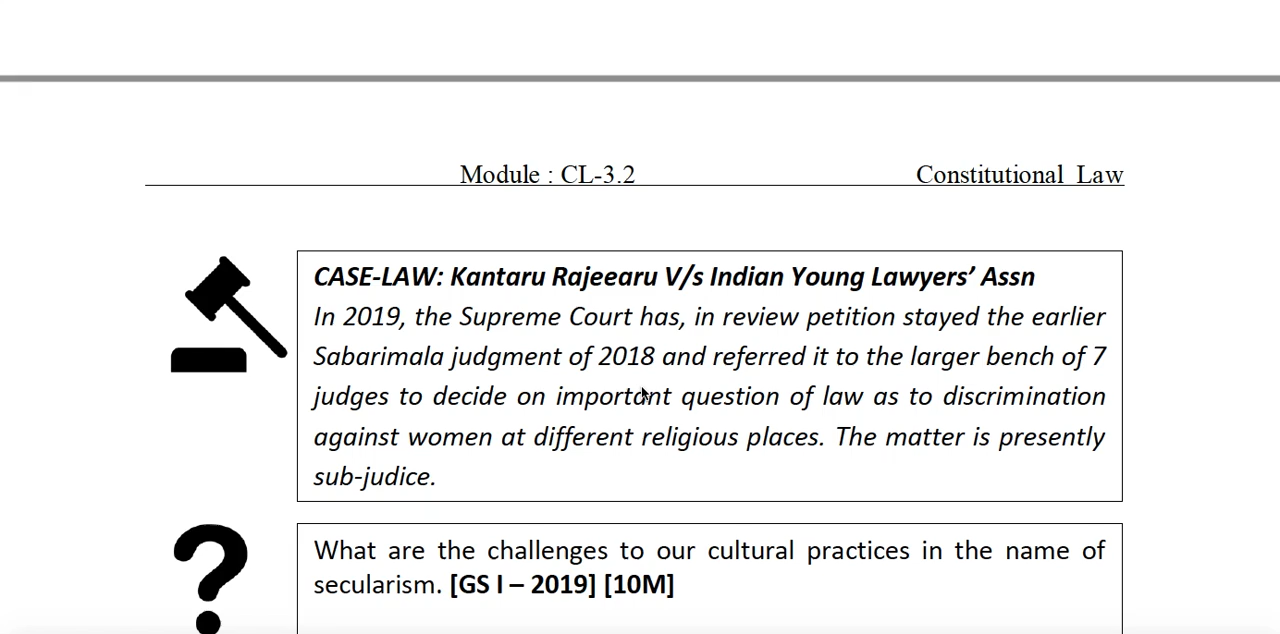 Module : CL-3.2 Constitutional Law
CASE-LAW: Kantaru Rajeearu V/s Indian Young Lawyers’ Assn
In 2019, the Supreme Court has, in review petition stayed the earlier
Sabarimala judgment of 2018 and referred it to the larger bench of 7
judges to decide on important question of law as to discrimination
against women at different religious places. The matter is presently
sub-judice.
What are the challenges to our cultural practices in the name of
secularism. [GS I – 2019] [10M]